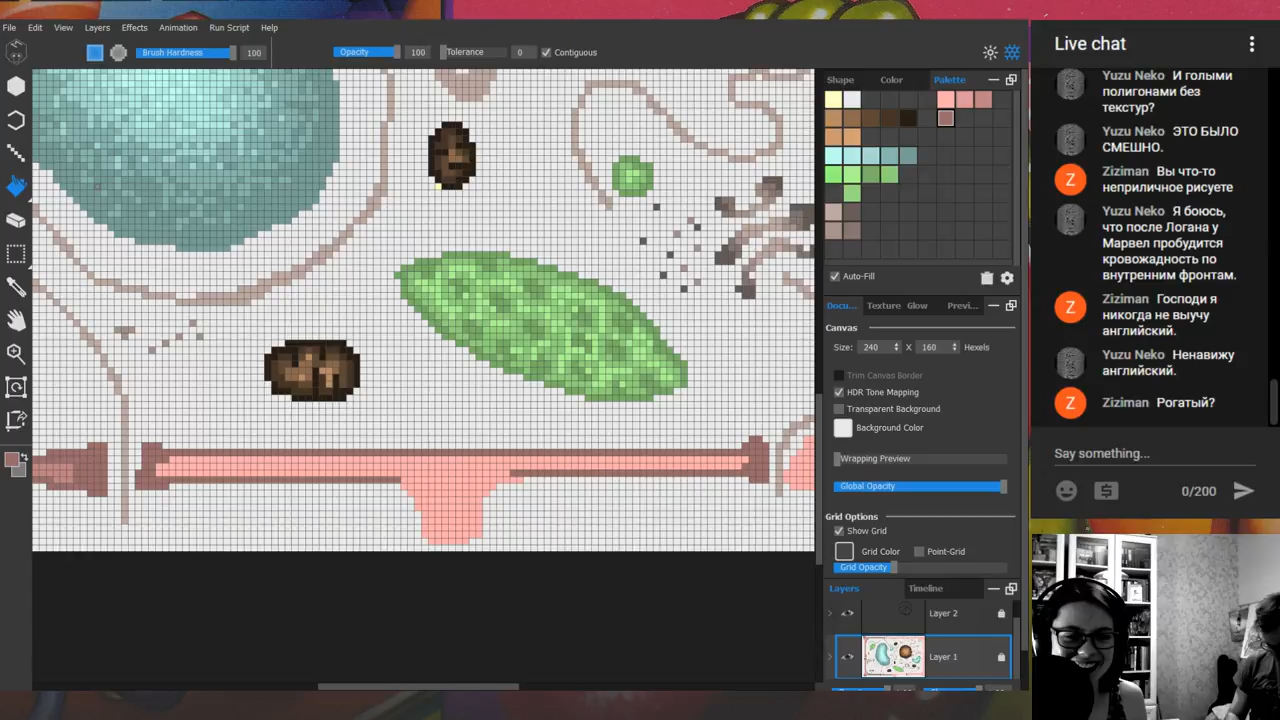 File Edit View Layers Effects Animation Run Script Help
Brush Hardness 100 Opacity 100 Tolerance 0 Contiguous
Shape Color Palette
Auto-Fill
Docu... Texture Glow Previ...
Canvas
Size: 240 X 160 Hexels
Trim Canvas Border
HDR Tone Mapping
Transparent Background
Background Color
Wrapping Preview
Global Opacity
Grid Options
Show Grid
Grid Color Point-Grid
Grid Opacity
Layers Timeline
Layer 2
Layer 1
Live chat
Yuzu Neko И голыми
полигонами без
текстур?
Yuzu Neko ЭТО БЫЛО
СМЕШНО.
Z Ziziman Вы что-то
неприличное рисуете
Yuzu Neko Я боюсь,
что после Логана у
Марвел пробудится
кровожадность по
внутренним фронтам.
Z Ziziman Господи я
никогда не выучу
английский.
Yuzu Neko Ненавижу
английский.
Z Ziziman Рогатый?
Say something...
0/200